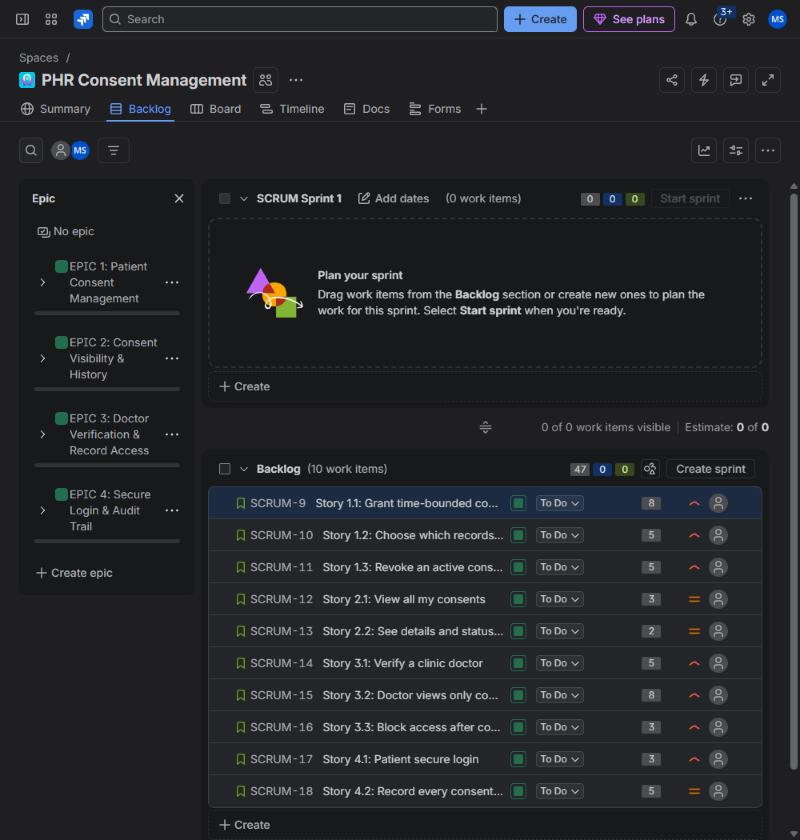 Search
+ Create
See plans
3+
MS
Spaces /
PHR Consent Management
Summary
Backlog
Board
Timeline
Docs
Forms
MS
Epic
No epic
EPIC 1: Patient
Consent
Management
EPIC 2: Consent
Visibility &
History
EPIC 3: Doctor
Verification &
Record Access
EPIC 4: Secure
Login & Audit
Trail
+ Create epic
SCRUM Sprint 1 Add dates (0 work items) 0 0 0 Start sprint
Plan your sprint
Drag work items from the Backlog section or create new ones to plan the
work for this sprint. Select Start sprint when you're ready.
+ Create
0 of 0 work items visible Estimate: 0 of 0
Backlog (10 work items) 47 0 0 Create sprint
SCRUM-9 Story 1.1: Grant time-bounded co... To Do 8
SCRUM-10 Story 1.2: Choose which records... To Do 5
SCRUM-11 Story 1.3: Revoke an active cons... To Do 5
SCRUM-12 Story 2.1: View all my consents To Do 3
SCRUM-13 Story 2.2: See details and status... To Do 2
SCRUM-14 Story 3.1: Verify a clinic doctor To Do 5
SCRUM-15 Story 3.2: Doctor views only co... To Do 8
SCRUM-16 Story 3.3: Block access after co... To Do 3
SCRUM-17 Story 4.1: Patient secure login To Do 3
SCRUM-18 Story 4.2: Record every consent... To Do 5
+ Create